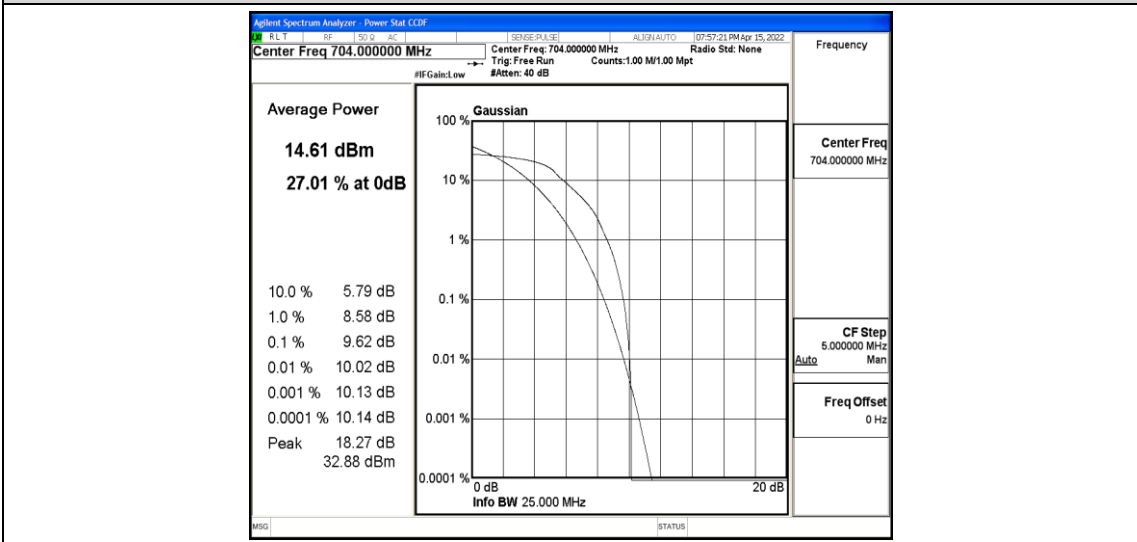 Agilent Spectrum Analyzer - Power Stat CCDF
LXI RLT RF 50 Ω AC SENSE:PULSE ALIGNAUTO 07:57:21 PM Apr 15, 2022
Center Freq 704.000000 MHz
Center Freq: 704.000000 MHz Radio Std: None
Trig: Free Run Counts:1.00 M/1.00 Mpt
#IFGain:Low #Atten: 40 dB
Frequency
Average Power
14.61 dBm
27.01 % at 0dB
10.0 % 5.79 dB
1.0 % 8.58 dB
0.1 % 9.62 dB
0.01 % 10.02 dB
0.001 % 10.13 dB
0.0001 % 10.14 dB
Peak 18.27 dB
32.88 dBm
Gaussian
100 %
10 %
1 %
0.1 %
0.01 %
0.001 %
0.0001 %
0 dB 20 dB
Info BW 25.000 MHz
Center Freq
704.000000 MHz
CF Step
5.000000 MHz
Auto Man
Freq Offset
0 Hz
MSG STATUS